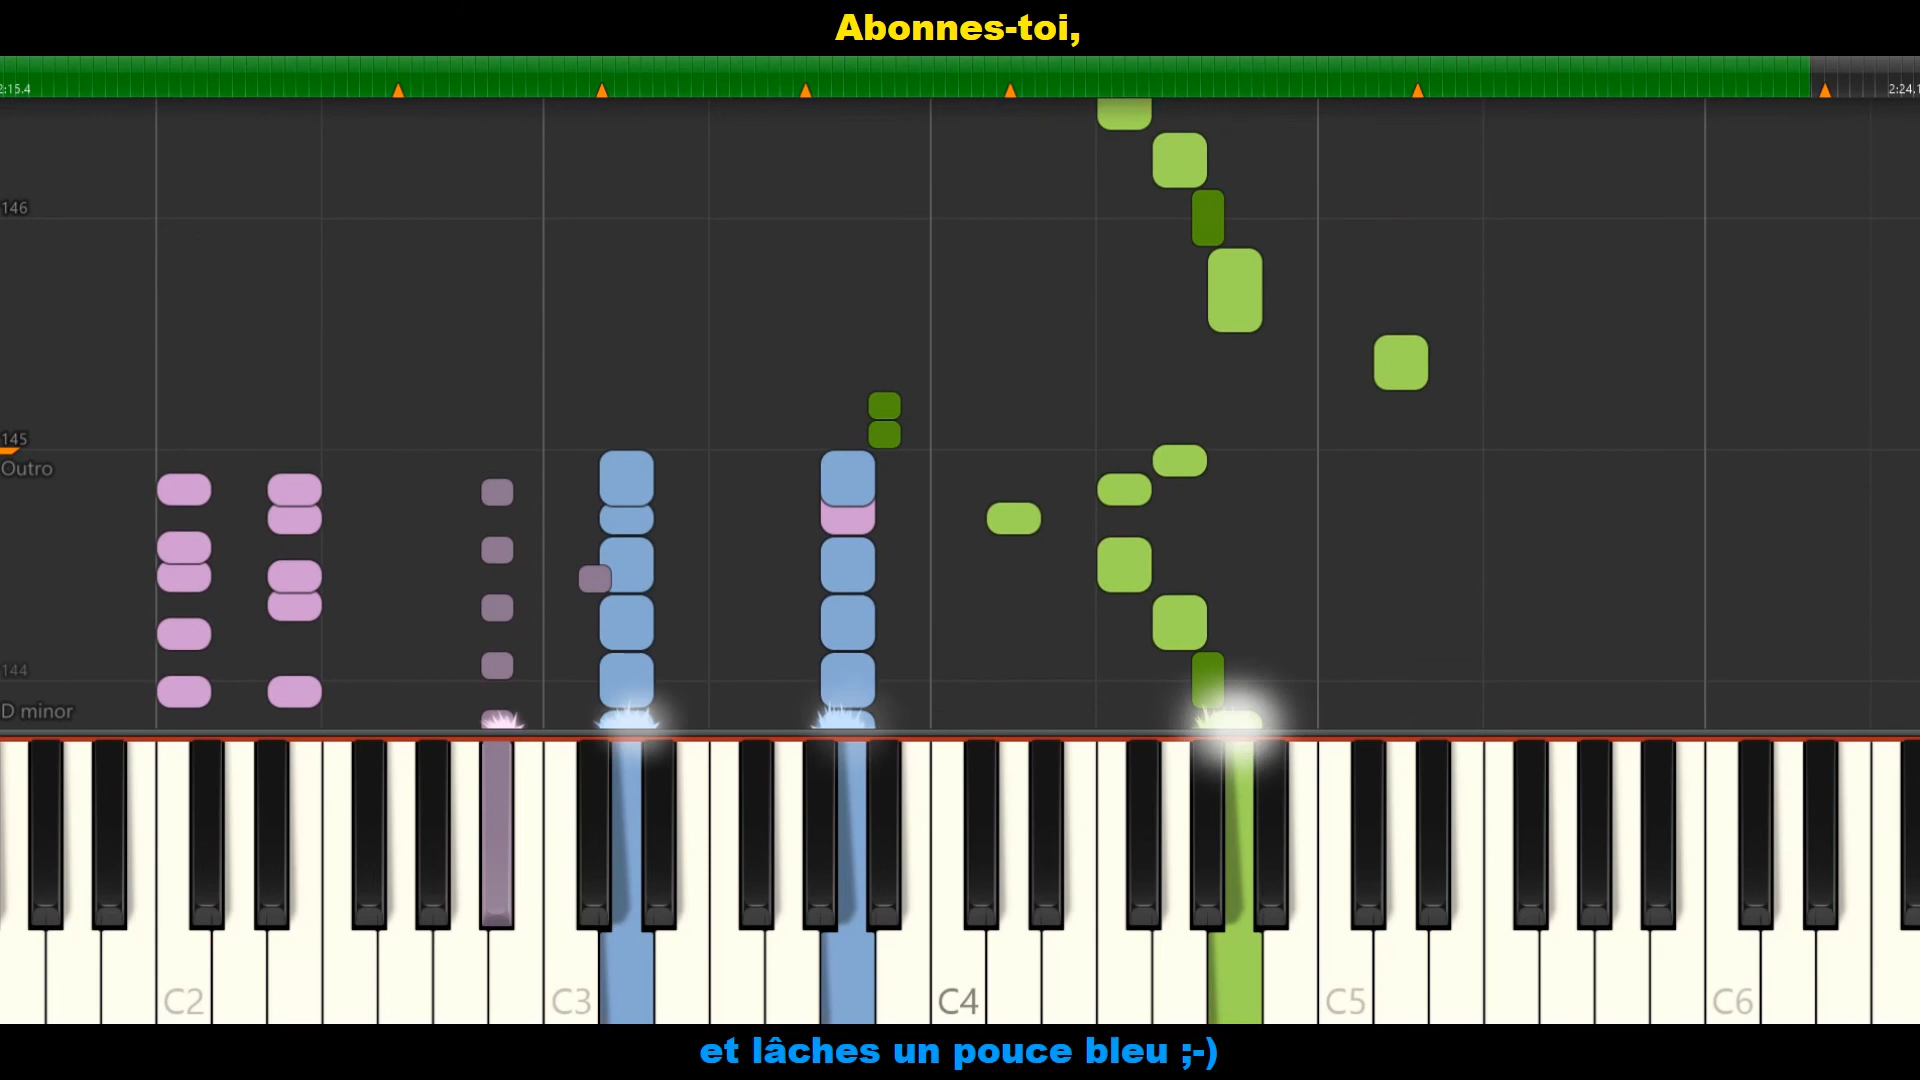 Abonnes-toi,
2:15.4
2:24.1
146
145
Outro
144
D minor
C2 C3 C4 C5 C6
et lâches un pouce bleu ;-)